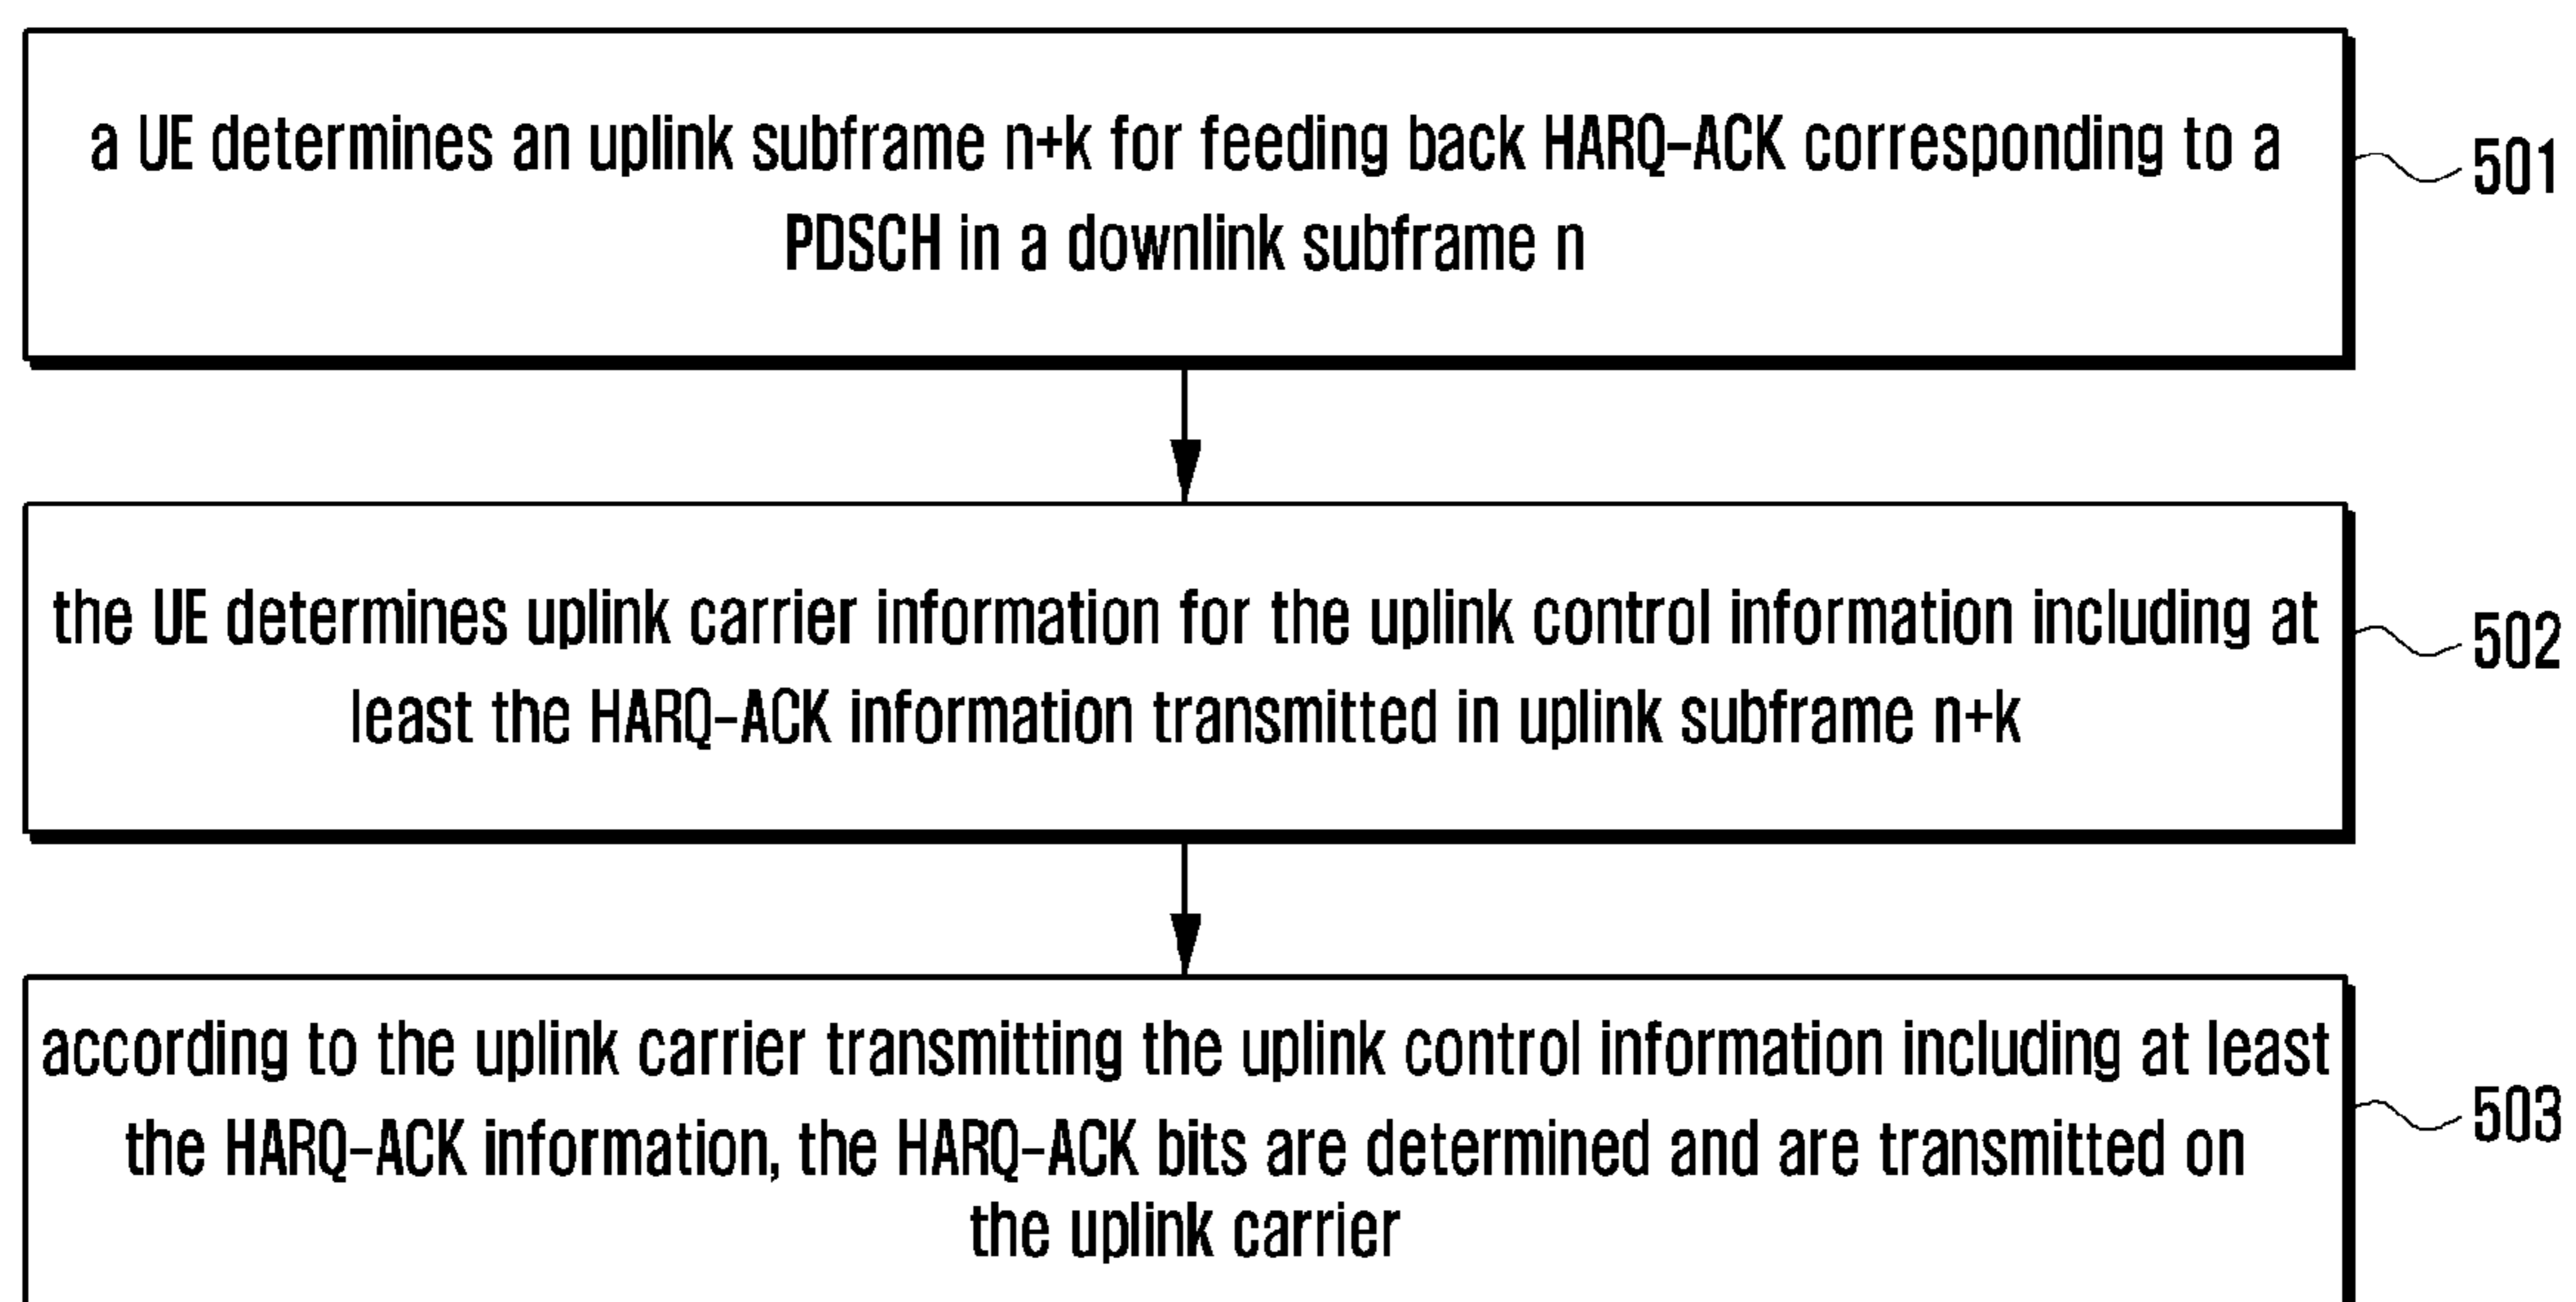 a UE determines an uplink subframe n+k for feeding back HARQ-ACK corresponding to a
PDSCH in a downlink subframe n
501
the UE determines uplink carrier information for the uplink control information including at
least the HARQ-ACK information transmitted in uplink subframe n+k
502
according to the uplink carrier transmitting the uplink control information including at least
the HARQ-ACK information, the HARQ-ACK bits are determined and are transmitted on
the uplink carrier
503